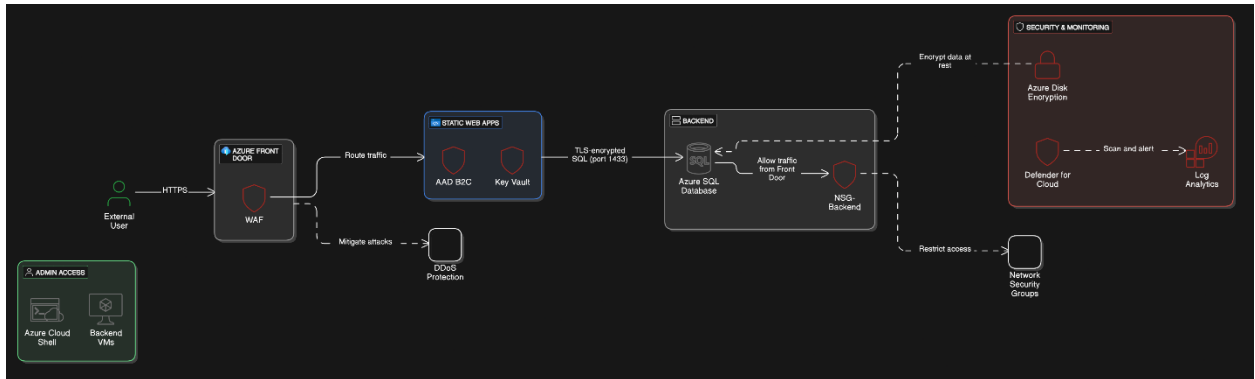 SECURITY & MONITORING
Encrypt data at
rest
Azure Disk
Encryption
STATIC WEB APPS
BACKEND
AZURE FRONT
DOOR
Route traffic
TLS-encrypted
SQL (port 1433)
SQL
Allow traffic
from Front
Door
Scan and alert
HTTPS
AAD B2C
Key Vault
Azure SQL
Database
Defender for
Cloud
Log
Analytics
WAF
NSG-
Backend
External
User
Mitigate attacks
Restrict access
DDoS
Protection
Network
Security
Groups
ADMIN ACCESS
Azure Cloud
Shell
Backend
VMs